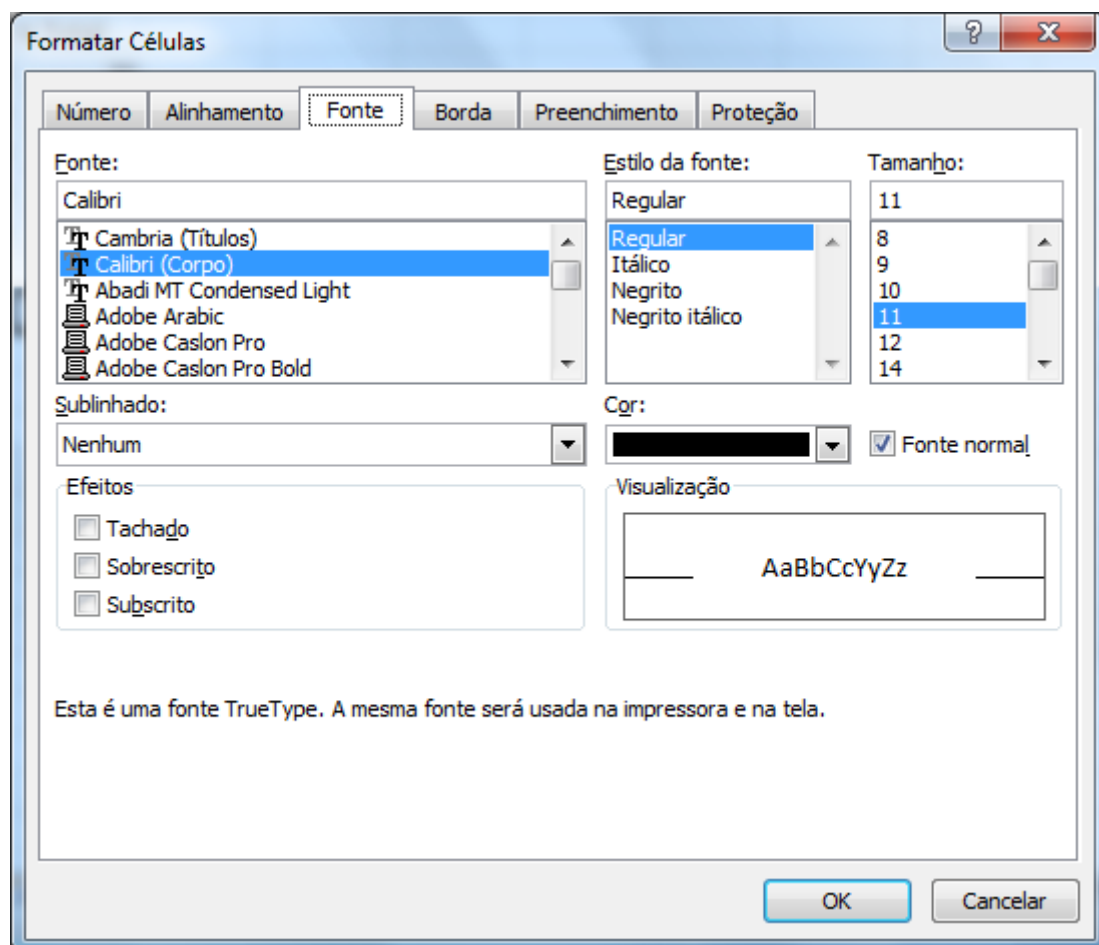 Formatar Células
Número Alinhamento Fonte Borda Preenchimento Proteção
Fonte: Estilo da fonte: Tamanho:
Calibri Regular 11
Cambria (Títulos) Regular 8
Calibri (Corpo) Itálico 9
Abadi MT Condensed Light Negrito 10
Adobe Arabic Negrito itálico 11
Adobe Caslon Pro 12
Adobe Caslon Pro Bold 14
Sublinhado: Cor:
Nenhum Fonte normal
Efeitos Visualização
Tachado
Sobrescrito AaBbCcYyZz
Subscrito
Esta é uma fonte TrueType. A mesma fonte será usada na impressora e na tela.
OK Cancelar